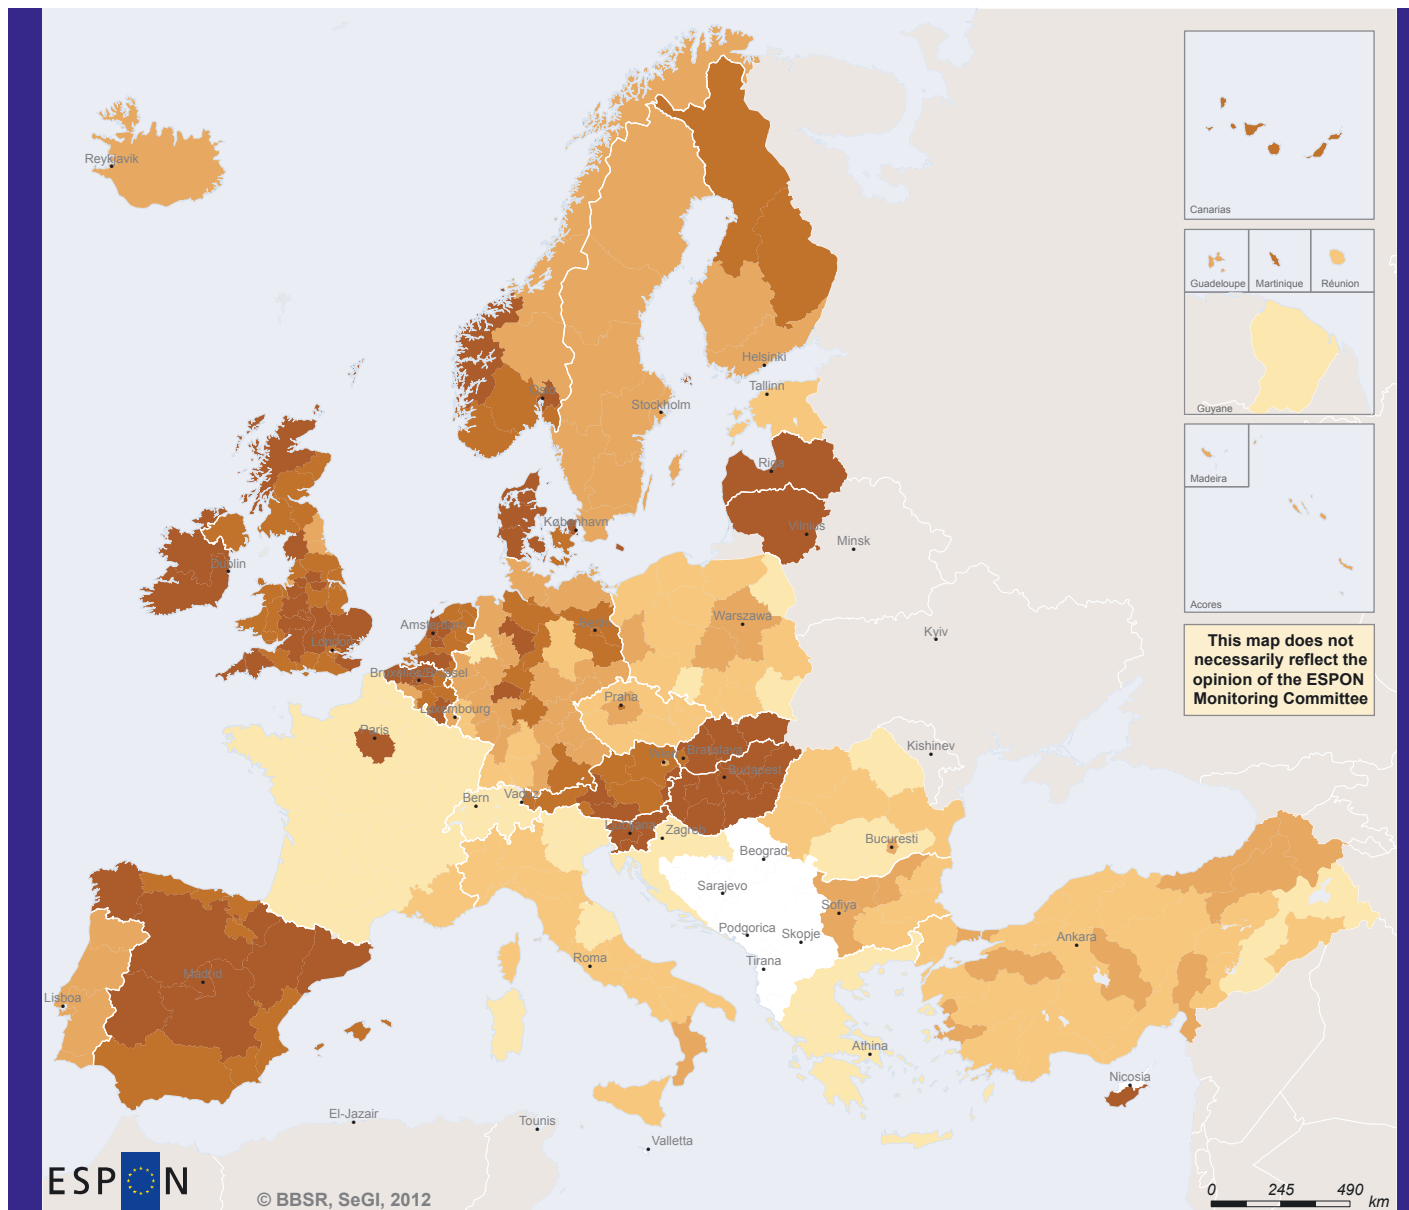 Canarias
Reykjavik
Guadeloupe
Martinique
Réunion
Helsinki
Tallinn
Oslo
Stockholm
Guyane
Riga
Madeira
København
Vilnius
Minsk
Dublin
Acores
Amsterdam
Berlin
Warszawa
Kyiv
London
This map does not
necessarily reflect the
opinion of the ESPON
Monitoring Committee
Luxembourg
Praha
Paris
Kishinev
Bratislava
Budapest
Bern
Vaduz
Ljubljana
Zagreb
Bucuresti
Beograd
Sarajevo
Sofiya
Podgorica
Skopje
Ankara
Roma
Tirana
Madrid
Lisboa
Athina
Nicosia
El-Jazair
Tounis
Valletta
ESPON
© BBSR, SeGI, 2012
0 245 490
km